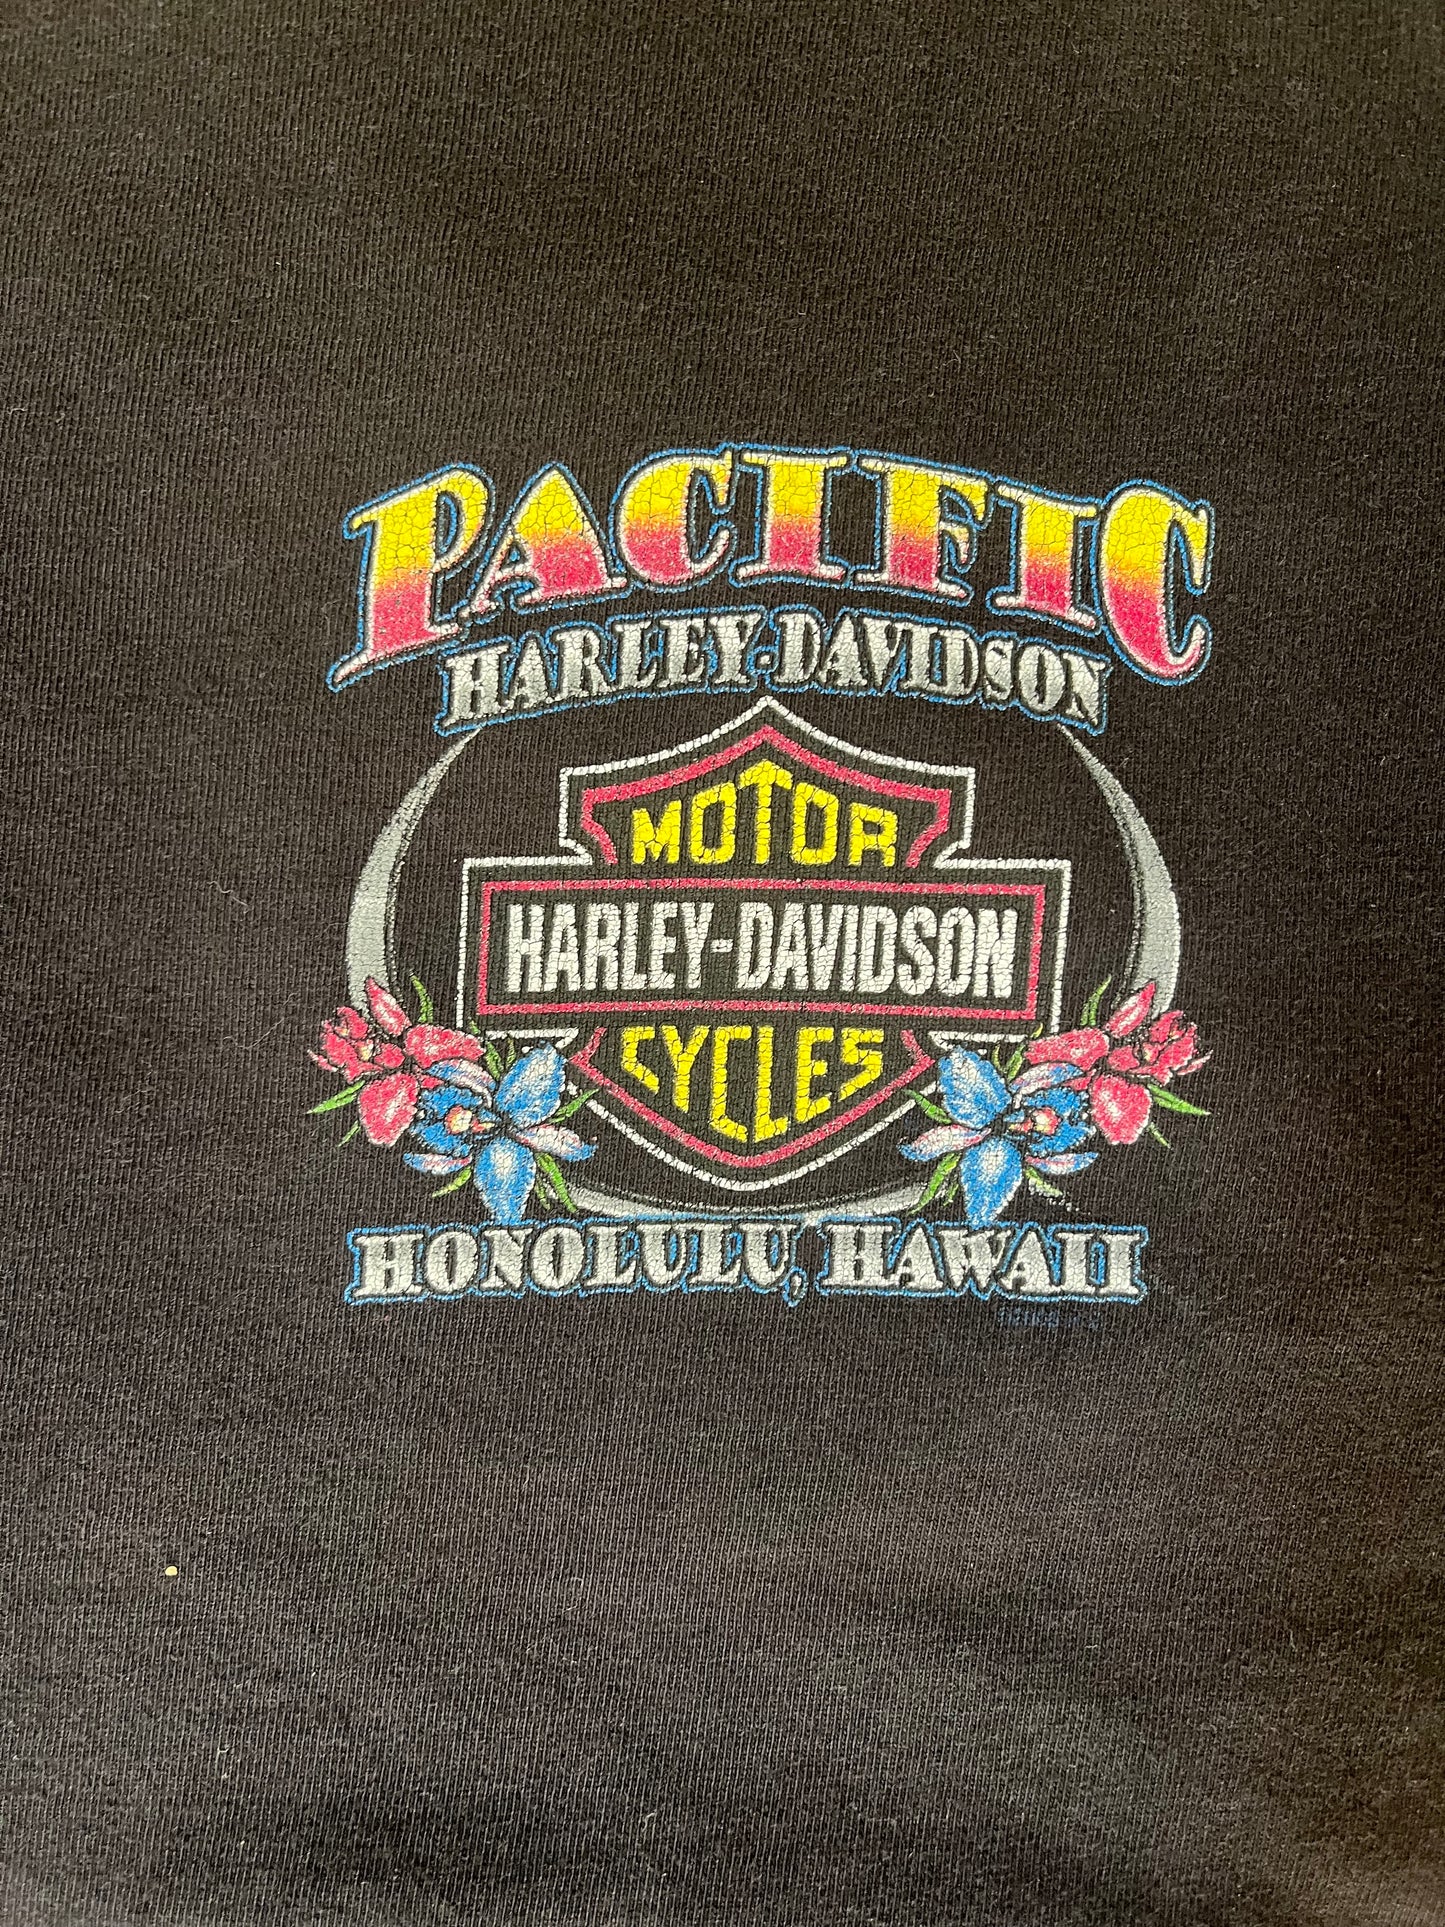 PACIFIC
HARLEY-DAVIDSON
MOTOR
HARLEY-DAVIDSON
CYCLES
HONOLULU, HAWAII